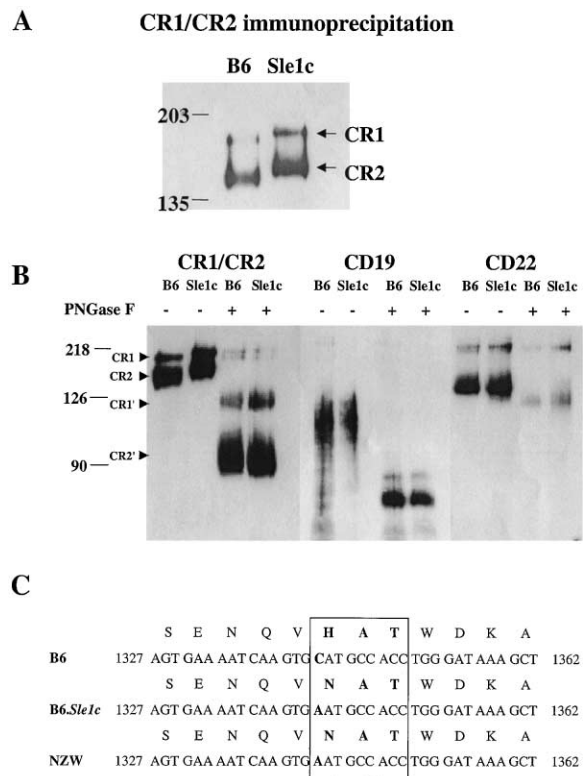 A CR1/CR2 immunoprecipitation
B6 Sle1c
203
CR1
CR2
135
B
CR1/CR2 CD19 CD22
B6 Sle1c B6 Sle1c B6 Sle1c B6 Sle1c B6 Sle1c B6 Sle1c
PNGase F - - + + - - + + - - + +
218
CR1
CR2
126
CR1'
CR2'
90
C
S E N Q V H A T W D K A
B6 1327 AGT GAA AAT CAA GTG CAT GCC ACC TGG GAT AAA GCT 1362
S E N Q V N A T W D K A
B6.Sle1c 1327 AGT GAA AAT CAA GTG AAT GCC ACC TGG GAT AAA GCT 1362
S E N Q V N A T W D K A
NZW 1327 AGT GAA AAT CAA GTG AAT GCC ACC TGG GAT AAA GCT 1362